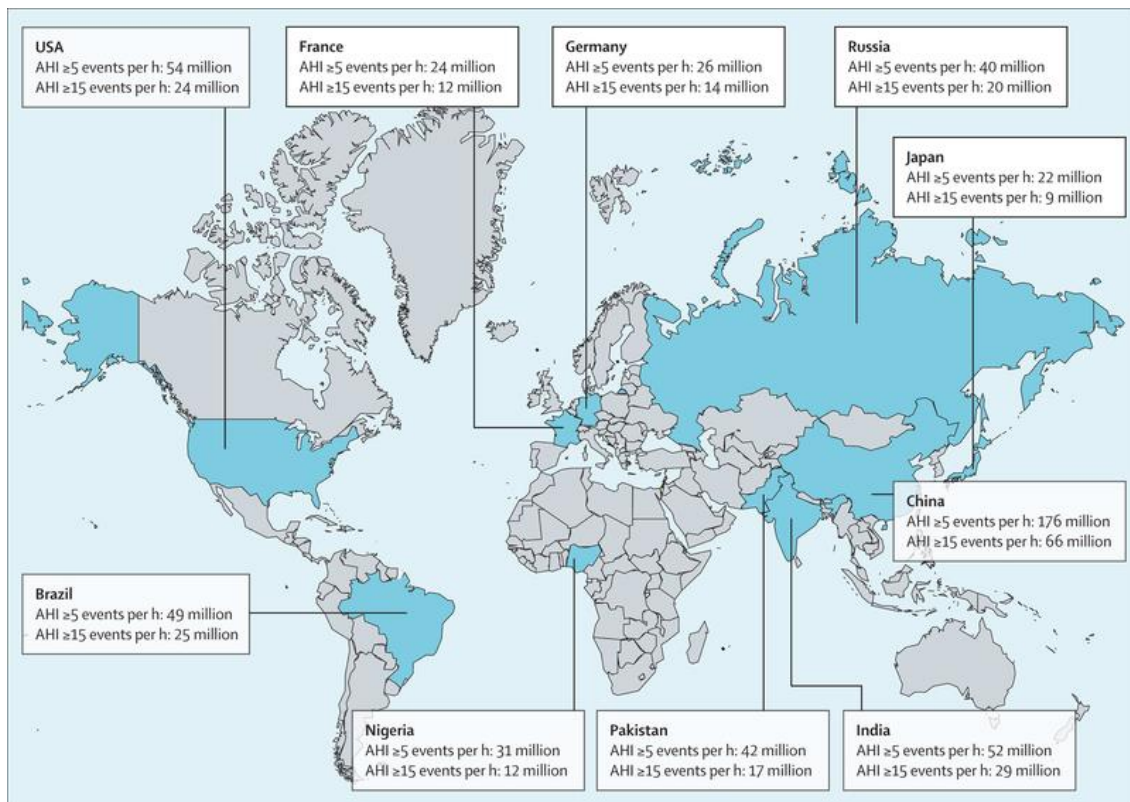 USA
AHI ≥5 events per h: 54 million
AHI ≥15 events per h: 24 million
France
AHI ≥5 events per h: 24 million
AHI ≥15 events per h: 12 million
Germany
AHI ≥5 events per h: 26 million
AHI ≥15 events per h: 14 million
Russia
AHI ≥5 events per h: 40 million
AHI ≥15 events per h: 20 million
Japan
AHI ≥5 events per h: 22 million
AHI ≥15 events per h: 9 million
China
AHI ≥5 events per h: 176 million
AHI ≥15 events per h: 66 million
Brazil
AHI ≥5 events per h: 49 million
AHI ≥15 events per h: 25 million
Nigeria
AHI ≥5 events per h: 31 million
AHI ≥15 events per h: 12 million
Pakistan
AHI ≥5 events per h: 42 million
AHI ≥15 events per h: 17 million
India
AHI ≥5 events per h: 52 million
AHI ≥15 events per h: 29 million